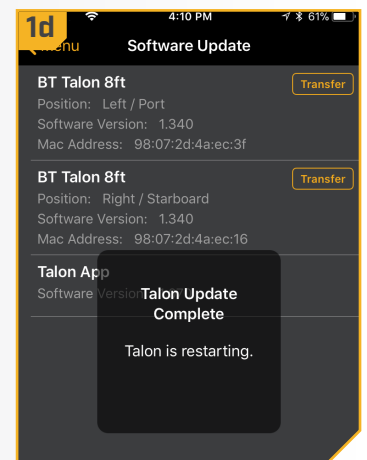 1d
4:10 PM
61%
Menu
Software Update
BT Talon 8ft
Transfer
Position: Left / Port
Software Version: 1.340
Mac Address: 98:07:2d:4a:ec:3f
BT Talon 8ft
Transfer
Position: Right / Starboard
Software Version: 1.340
Mac Address: 98:07:2d:4a:ec:16
Talon App
Software Version:
Talon Update
Complete
Talon is restarting.